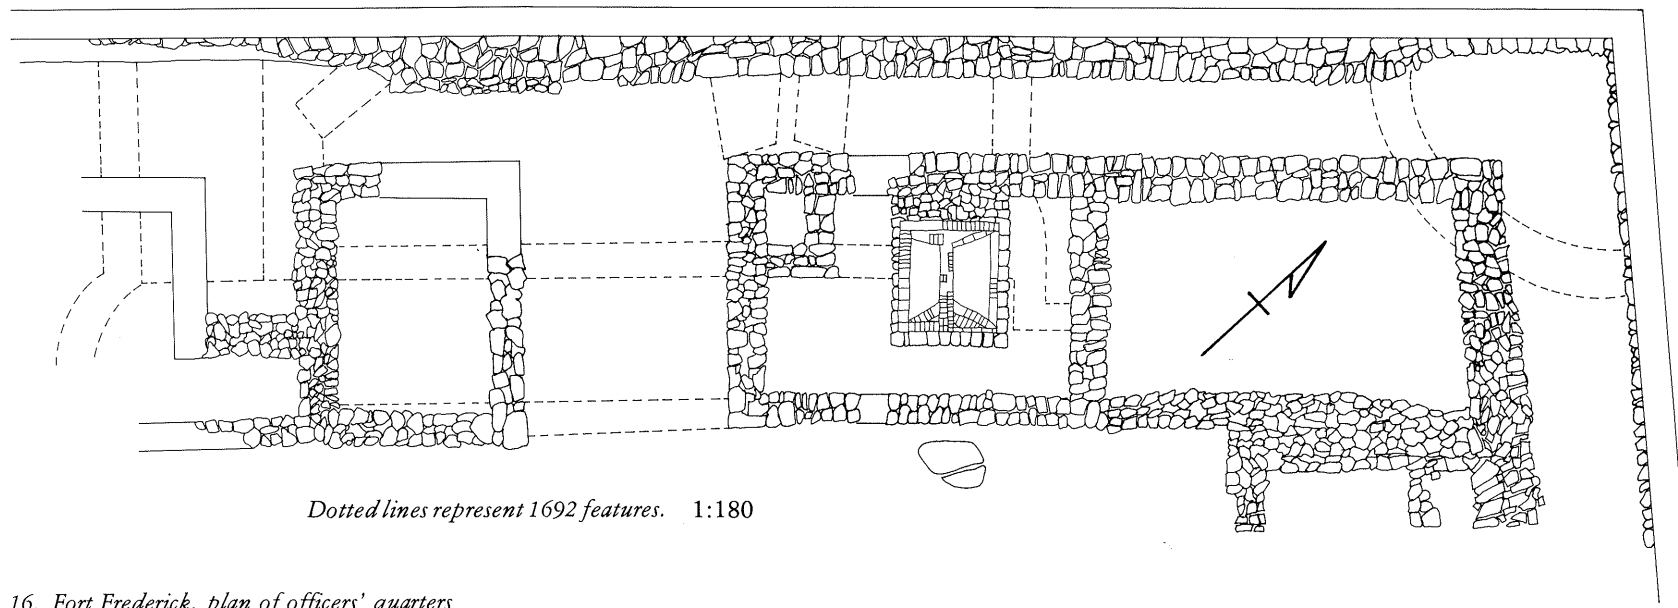 Dotted lines represent 1692 features. 1:180
16. Fort Frederick, plan of officers' quarters